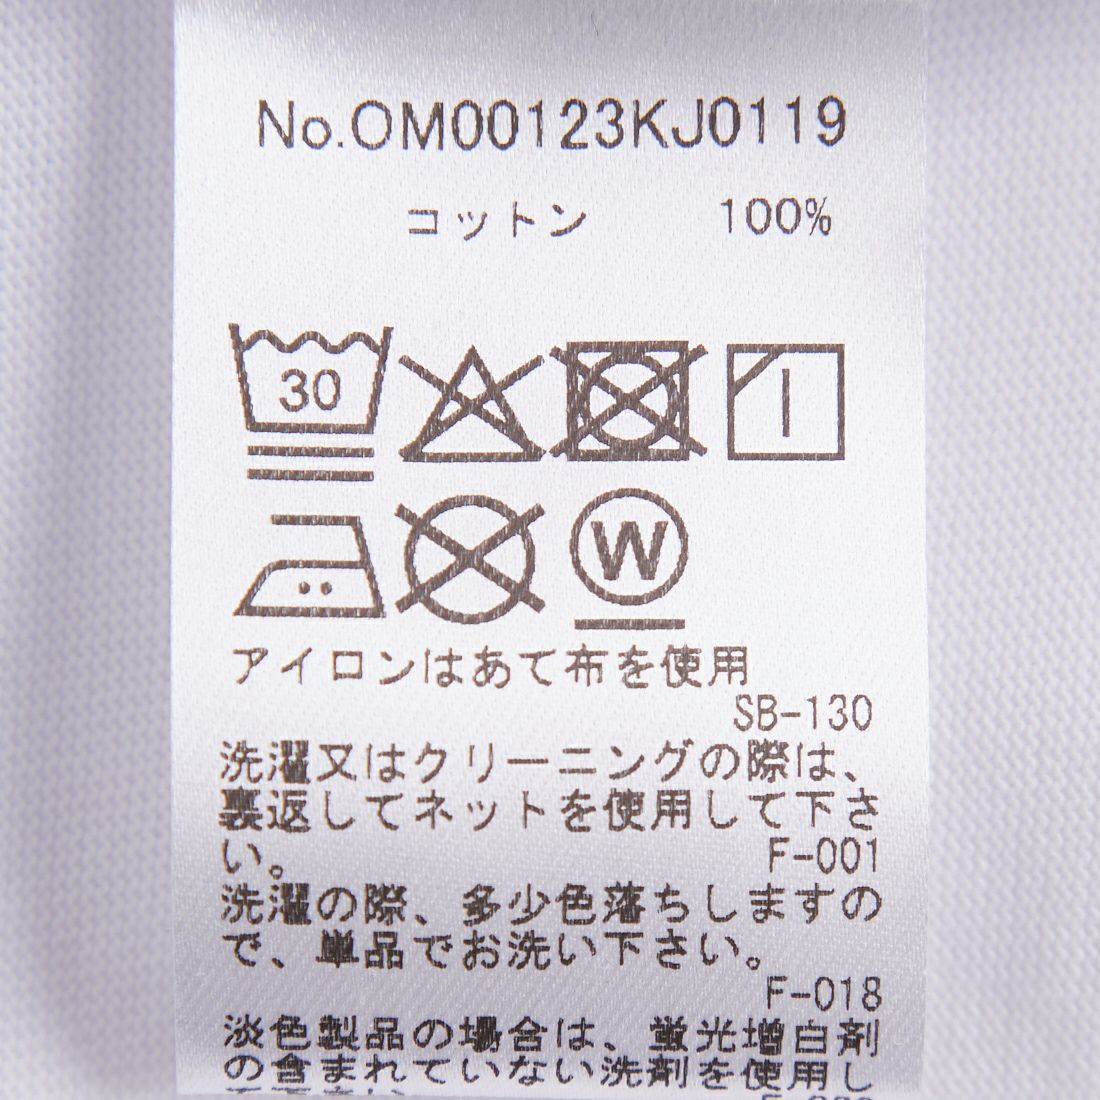 No.OM00123KJ0119
コットン 100%
30
W
アイロンはあて布を使用
SB-130
洗濯又はクリーニングの際は、
裏返してネットを使用して下さ
い。 F-001
洗濯の際、多少色落ちしますの
で、単品でお洗い下さい。
F-018
淡色製品の場合は、蛍光増白剤
の含まれていない洗剤を使用し